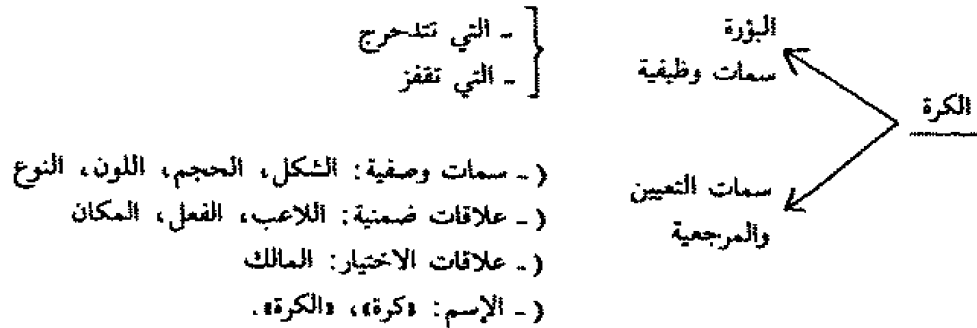 الكرة
البؤرة
سمات وظيفية
- التي تتدحرج
- التي تقفز
سمات التعيين
والمرجعية
(- سمات وصفية: الشكل، الحجم، اللون، النوع
(- علاقات ضمنية: اللاعب، الفعل، المكان
(- علاقات الاختيار: المالك
(- الإسم: «كرة»، «الكرة».